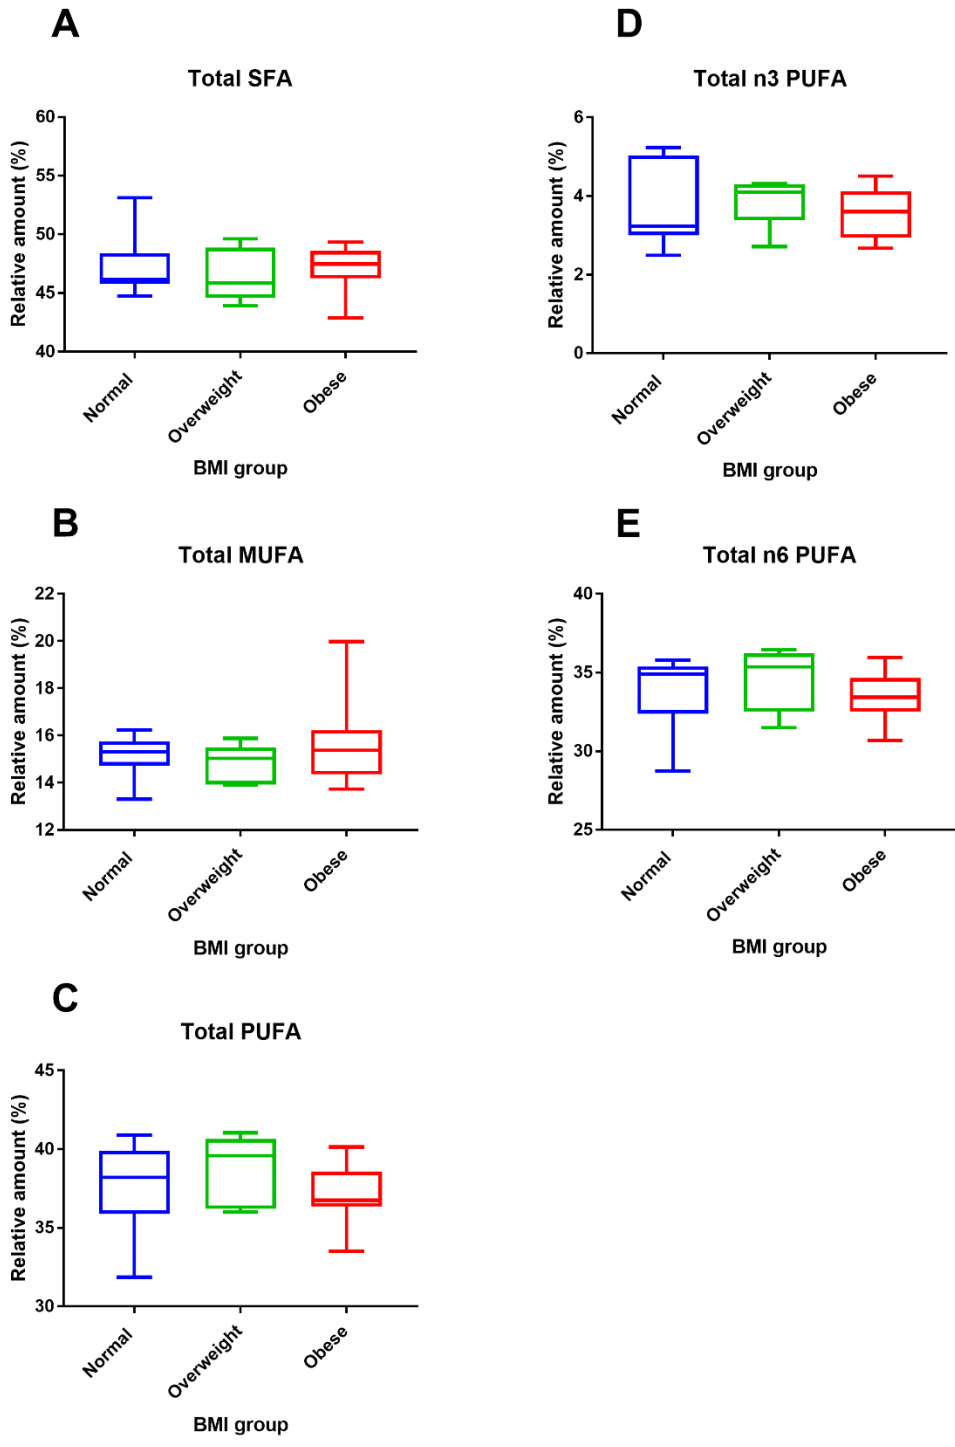 A
Total SFA
Relative amount (%)
60
55
50
45
40
Normal
Overweight
Obese
BMI group
D
Total n3 PUFA
Relative amount (%)
6
4
2
0
Normal
Overweight
Obese
BMI group
B
Total MUFA
Relative amount (%)
22
20
18
16
14
12
Normal
Overweight
Obese
BMI group
E
Total n6 PUFA
Relative amount (%)
40
35
30
25
Normal
Overweight
Obese
BMI group
C
Total PUFA
Relative amount (%)
45
40
35
30
Normal
Overweight
Obese
BMI group